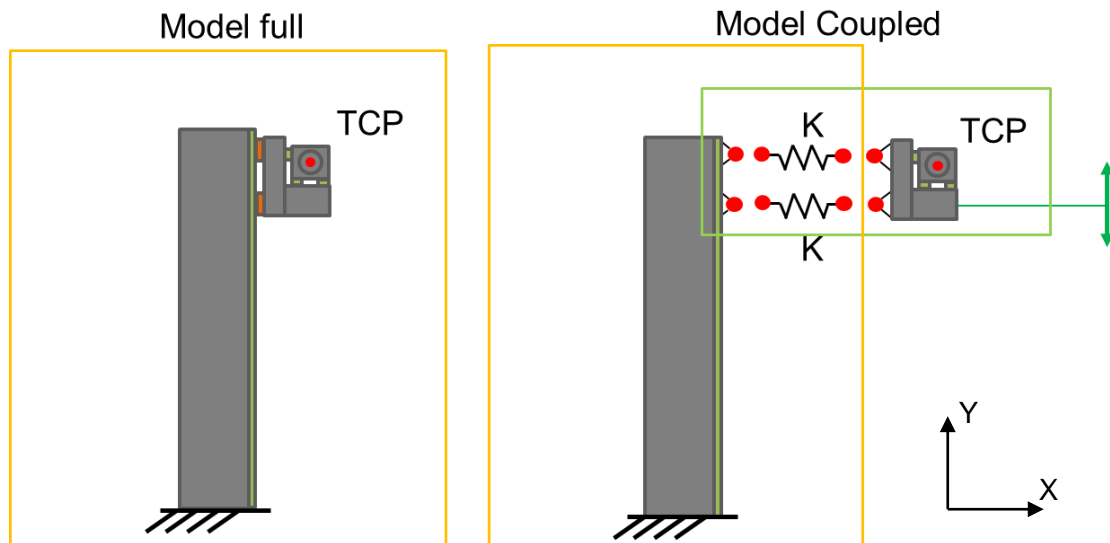 Model full
Model Coupled
TCP
K
TCP
K
Y
X